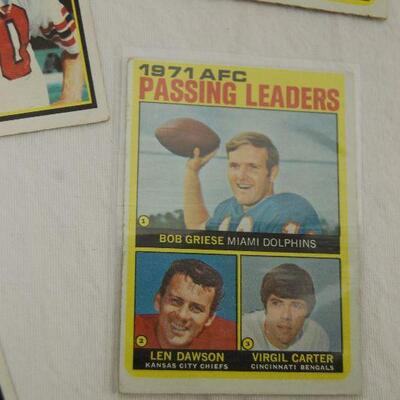 1971 AFC
PASSING LEADERS
1
BOB GRIESE MIAMI DOLPHINS
2
LEN DAWSON
KANSAS CITY CHIEFS
3
VIRGIL CARTER
CINCINNATI BENGALS
0